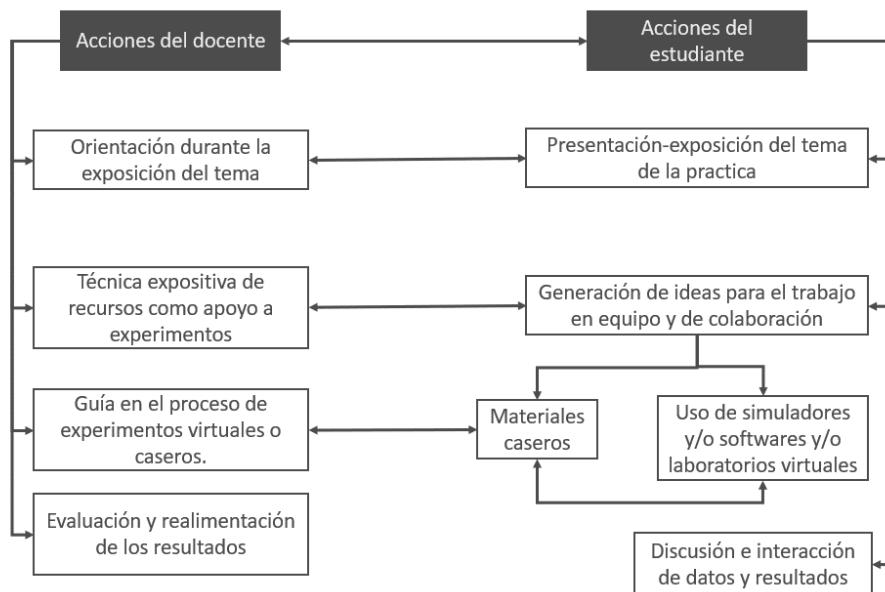 Acciones del docente
Acciones del
estudiante
Orientación durante la
exposición del tema
Presentación-exposición del tema
de la practica
Técnica expositiva de
recursos como apoyo a
experimentos
Generación de ideas para el trabajo
en equipo y de colaboración
Guía en el proceso de
experimentos virtuales o
caseros.
Materiales
caseros
Uso de simuladores
y/o softwares y/o
laboratorios virtuales
Evaluación y realimentación
de los resultados
Discusión e interacción
de datos y resultados